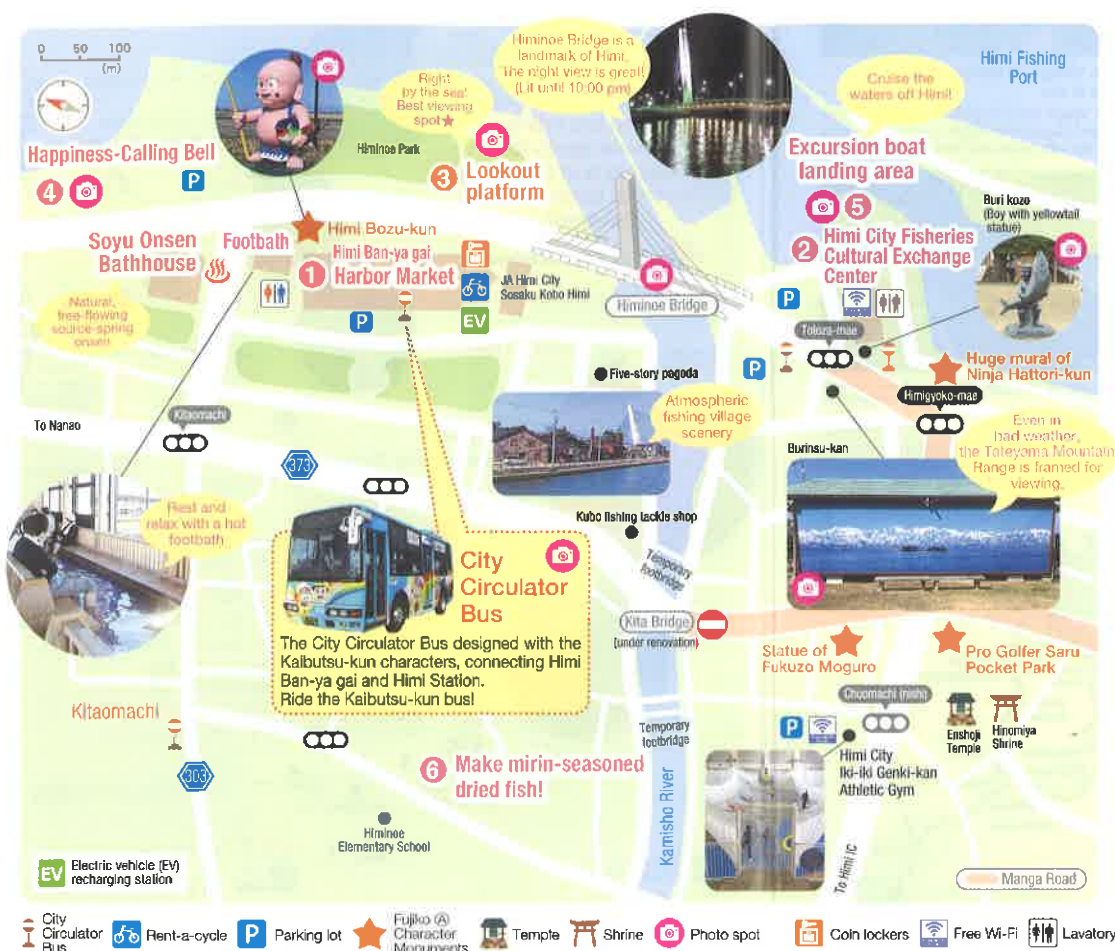 0 50 100
(m)
Himinoe Bridge is a
landmark of Himi.
The night view is great!
(Lit until 10:00 pm)
Himi Fishing
Port
Cruise the
waters off Himi!
Right
by the sea!
Best viewing
spot★
Himinoe Park
Happiness-Calling Bell
4
P
3 Lookout
platform
Excursion boat
landing area
5
Buri kozo
(Boy with yellowtail
statue)
Himi Bozu-kun
Soyu Onsen
Bathhouse
Footbath
Himi Ban-ya gai
1 Harbor Market
JA Himi City
Sosaku Kobo Himi
EV
P
2 Himi City Fisheries
Cultural Exchange
Center
P
Himinoe Bridge
Natural,
free-flowing
source-spring
onsen!
Toloza-mae
P
Five-story pagoda
Huge mural of
Ninja Hattori-kun
Himigyoko-mae
Atmospheric
fishing village
scenery
Kitaomachi
To Nanao
Even in
bad weather,
the Tateyama Mountain
Range is framed for
viewing.
Burinsu-kan
373
Rest and
relax with a hot
footbath
Kubo fishing tackle shop
Temporary
footbridge
City
Circulator
Bus
The City Circulator Bus designed with the
Kaibutsu-kun characters, connecting Himi
Ban-ya gai and Himi Station.
Ride the Kaibutsu-kun bus!
Kita Bridge
(under renovation)
Statue of
Fukuzo Moguro
Pro Golfer Saru
Pocket Park
Kitaomachi
Chuomachi (nishi)
Temporary
footbridge
P
Enshoji
Temple
Hinomiya
Shrine
303
6 Make mirin-seasoned
dried fish!
Himi City
Iki-iki Genki-kan
Athletic Gym
Kamisho River
Himinoe
Elementary School
To Himi IC
EV Electric vehicle (EV)
recharging station
Manga Road
City
Circulator
Bus
Rent-a-cycle
P Parking lot
Fujiko Ⓐ
Character
Monuments
Temple
Shrine
Photo spot
Coin lockers
Free Wi-Fi
Lavatory